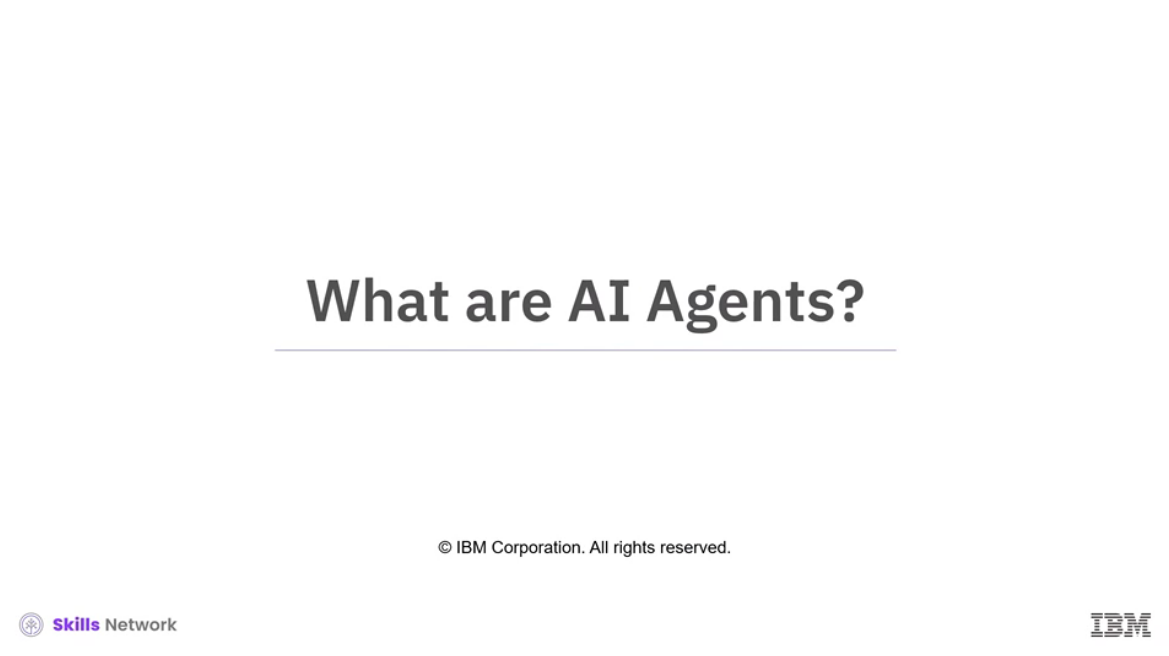 What are AI Agents?
© IBM Corporation. All rights reserved.
Skills Network
IBM